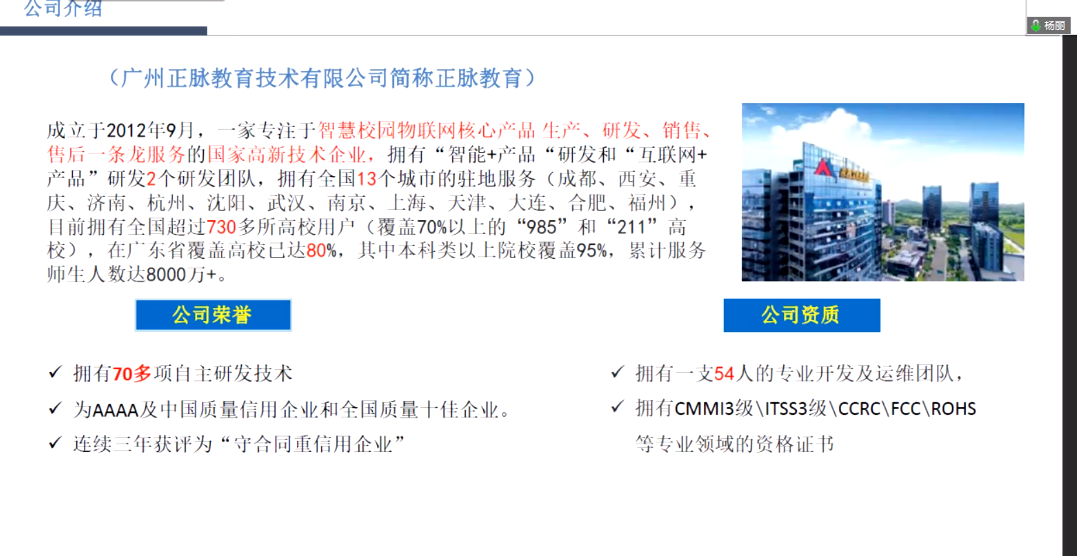 公司介绍
杨丽
（广州正脉教育技术有限公司简称正脉教育）
成立于2012年9月，一家专注于智慧校园物联网核心产品 生产、研发、销售、
售后一条龙服务的国家高新技术企业，拥有“智能+产品“研发和“互联网+
产品”研发2个研发团队，拥有全国13个城市的驻地服务（成都、西安、重
庆、济南、杭州、沈阳、武汉、南京、上海、天津、大连、合肥、福州），
目前拥有全国超过730多所高校用户（覆盖70%以上的“985”和“211”高
校），在广东省覆盖高校已达80%，其中本科类以上院校覆盖95%，累计服务
师生人数达8000万+。
公司荣誉
公司资质
✓ 拥有70多项自主研发技术
✓ 为AAAA及中国质量信用企业和全国质量十佳企业。
✓ 连续三年获评为“守合同重信用企业”
✓ 拥有一支54人的专业开发及运维团队，
✓ 拥有CMMI3级\ITSS3级\CCRC\FCC\ROHS
等专业领域的资格证书